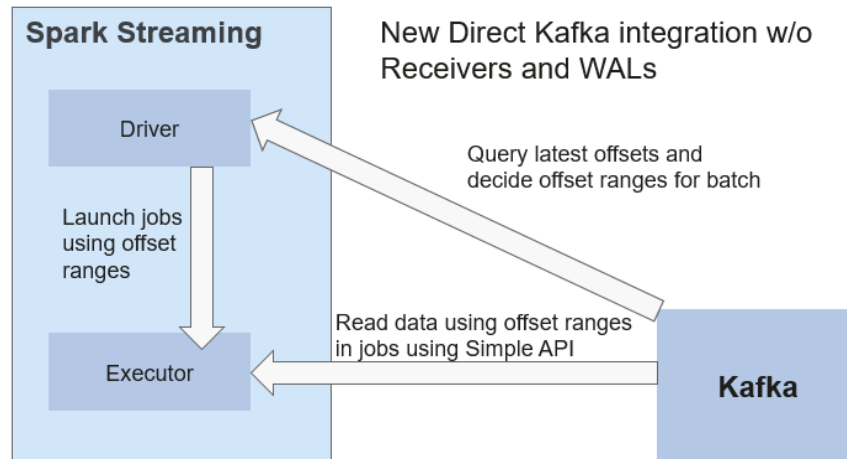 Spark Streaming
New Direct Kafka integration w/o
Receivers and WALs
Driver
Query latest offsets and
decide offset ranges for batch
Launch jobs
using offset
ranges
Read data using offset ranges
in jobs using Simple API
Executor
Kafka